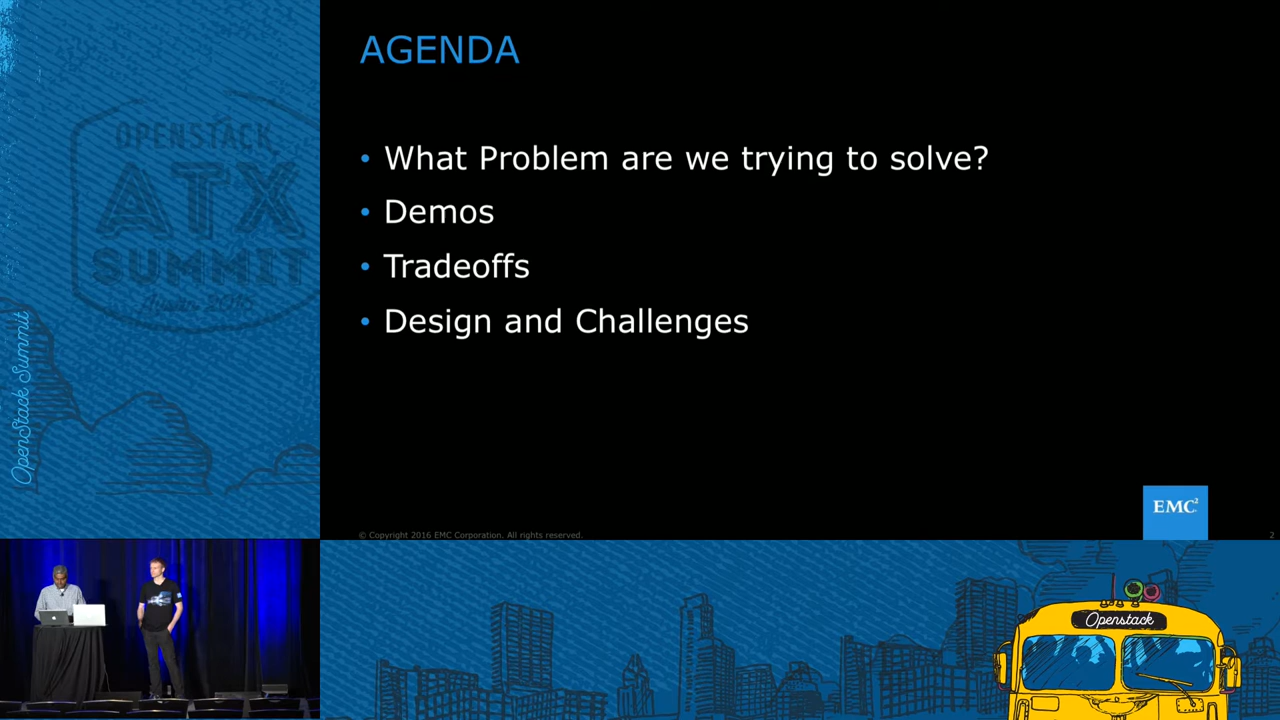 AGENDA
• What Problem are we trying to solve?
• Demos
• Tradeoffs
• Design and Challenges
EMC²
© Copyright 2016 EMC Corporation. All rights reserved.
2
OPENSTACK
ATX
SUMMIT
Austin 2016
OpenStack Summit
Openstack